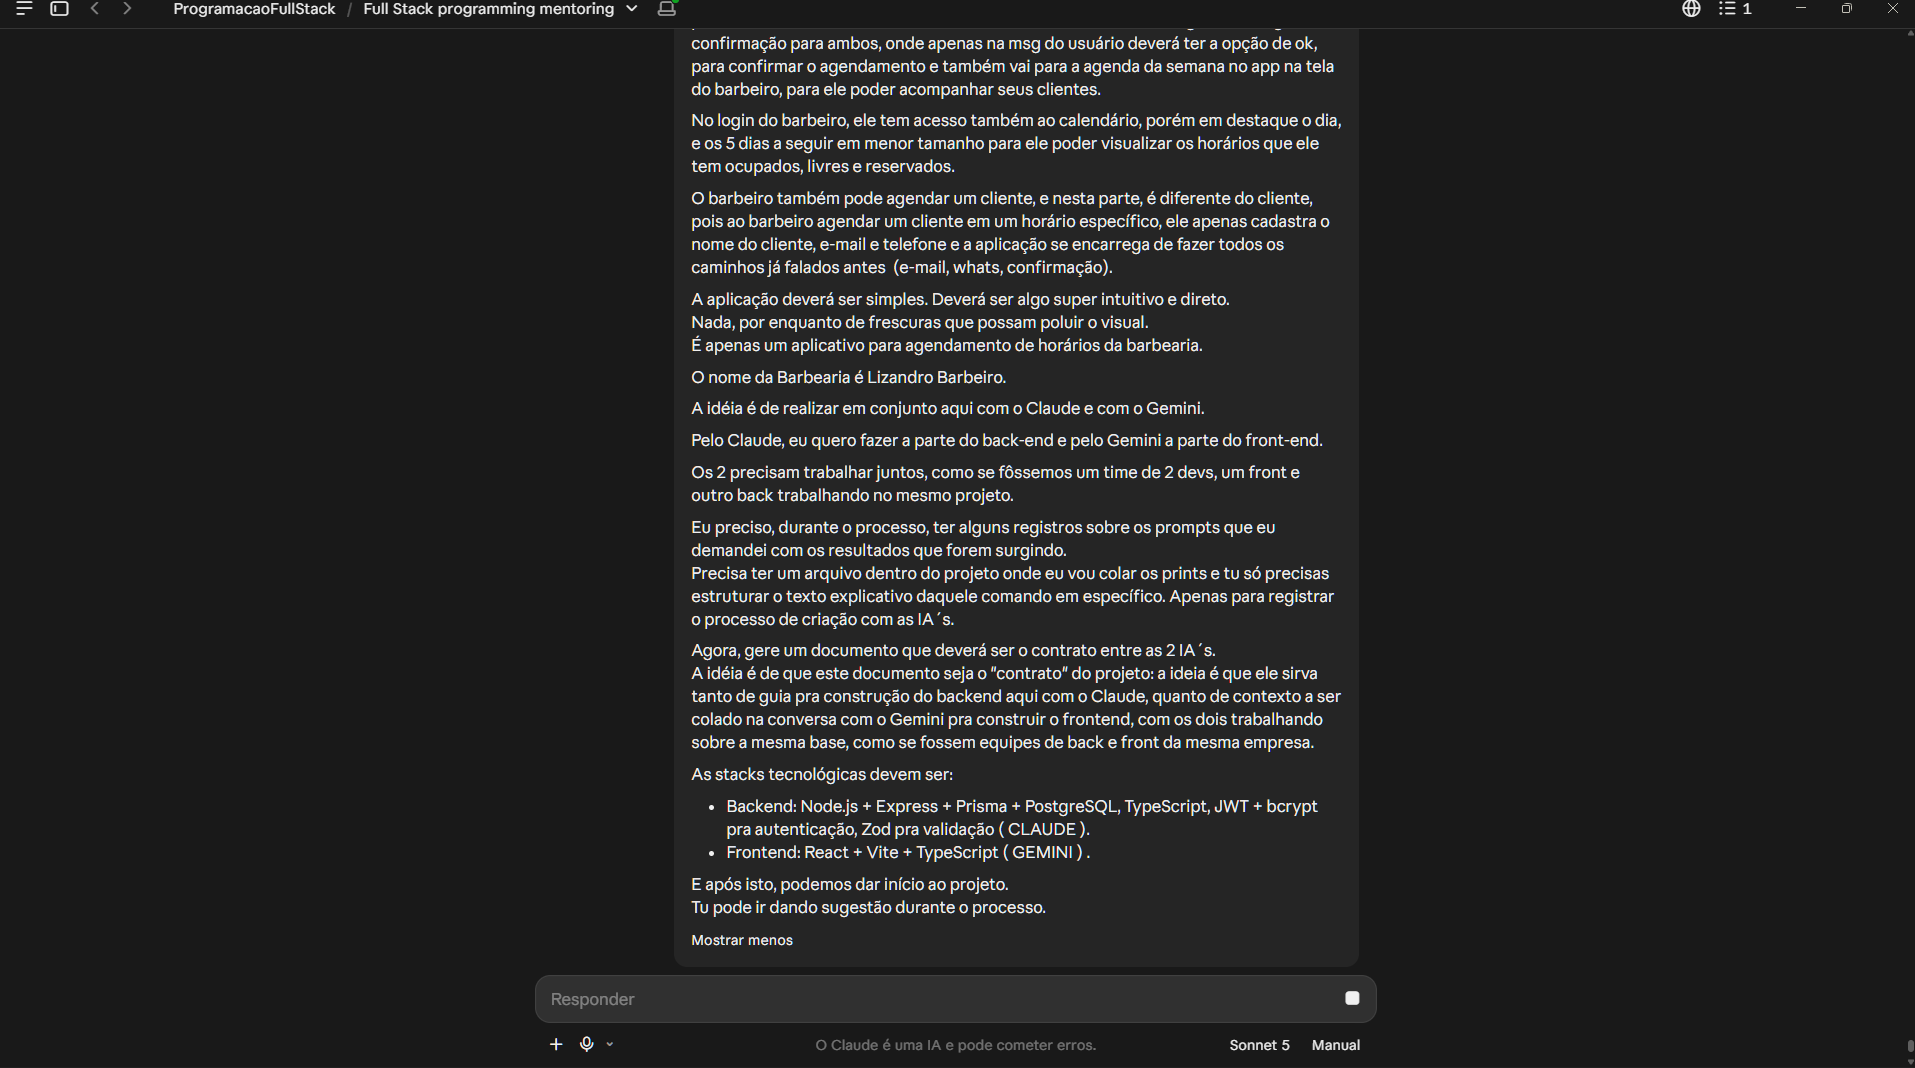 ProgramacaoFullStack / Full Stack programming mentoring
1
confirmação para ambos, onde apenas na msg do usuário deverá ter a opção de ok,
para confirmar o agendamento e também vai para a agenda da semana no app na tela
do barbeiro, para ele poder acompanhar seus clientes.
No login do barbeiro, ele tem acesso também ao calendário, porém em destaque o dia,
e os 5 dias a seguir em menor tamanho para ele poder visualizar os horários que ele
tem ocupados, livres e reservados.
O barbeiro também pode agendar um cliente, e nesta parte, é diferente do cliente,
pois ao barbeiro agendar um cliente em um horário específico, ele apenas cadastra o
nome do cliente, e-mail e telefone e a aplicação se encarrega de fazer todos os
caminhos já falados antes (e-mail, whats, confirmação).
A aplicação deverá ser simples. Deverá ser algo super intuitivo e direto.
Nada, por enquanto de frescuras que possam poluir o visual.
É apenas um aplicativo para agendamento de horários da barbearia.
O nome da Barbearia é Lizandro Barbeiro.
A idéia é de realizar em conjunto aqui com o Claude e com o Gemini.
Pelo Claude, eu quero fazer a parte do back-end e pelo Gemini a parte do front-end.
Os 2 precisam trabalhar juntos, como se fôssemos um time de 2 devs, um front e
outro back trabalhando no mesmo projeto.
Eu preciso, durante o processo, ter alguns registros sobre os prompts que eu
demandei com os resultados que forem surgindo.
Precisa ter um arquivo dentro do projeto onde eu vou colar os prints e tu só precisas
estruturar o texto explicativo daquele comando em específico. Apenas para registrar
o processo de criação com as IA´s.
Agora, gere um documento que deverá ser o contrato entre as 2 IA´s.
A idéia é de que este documento seja o "contrato" do projeto: a ideia é que ele sirva
tanto de guia pra construção do backend aqui com o Claude, quanto de contexto a ser
colado na conversa com o Gemini pra construir o frontend, com os dois trabalhando
sobre a mesma base, como se fossem equipes de back e front da mesma empresa.
As stacks tecnológicas devem ser:
• Backend: Node.js + Express + Prisma + PostgreSQL, TypeScript, JWT + bcrypt
pra autenticação, Zod pra validação ( CLAUDE ).
• Frontend: React + Vite + TypeScript ( GEMINI ) .
E após isto, podemos dar início ao projeto.
Tu pode ir dando sugestão durante o processo.
Mostrar menos
Responder
O Claude é uma IA e pode cometer erros.
Sonnet 5 Manual